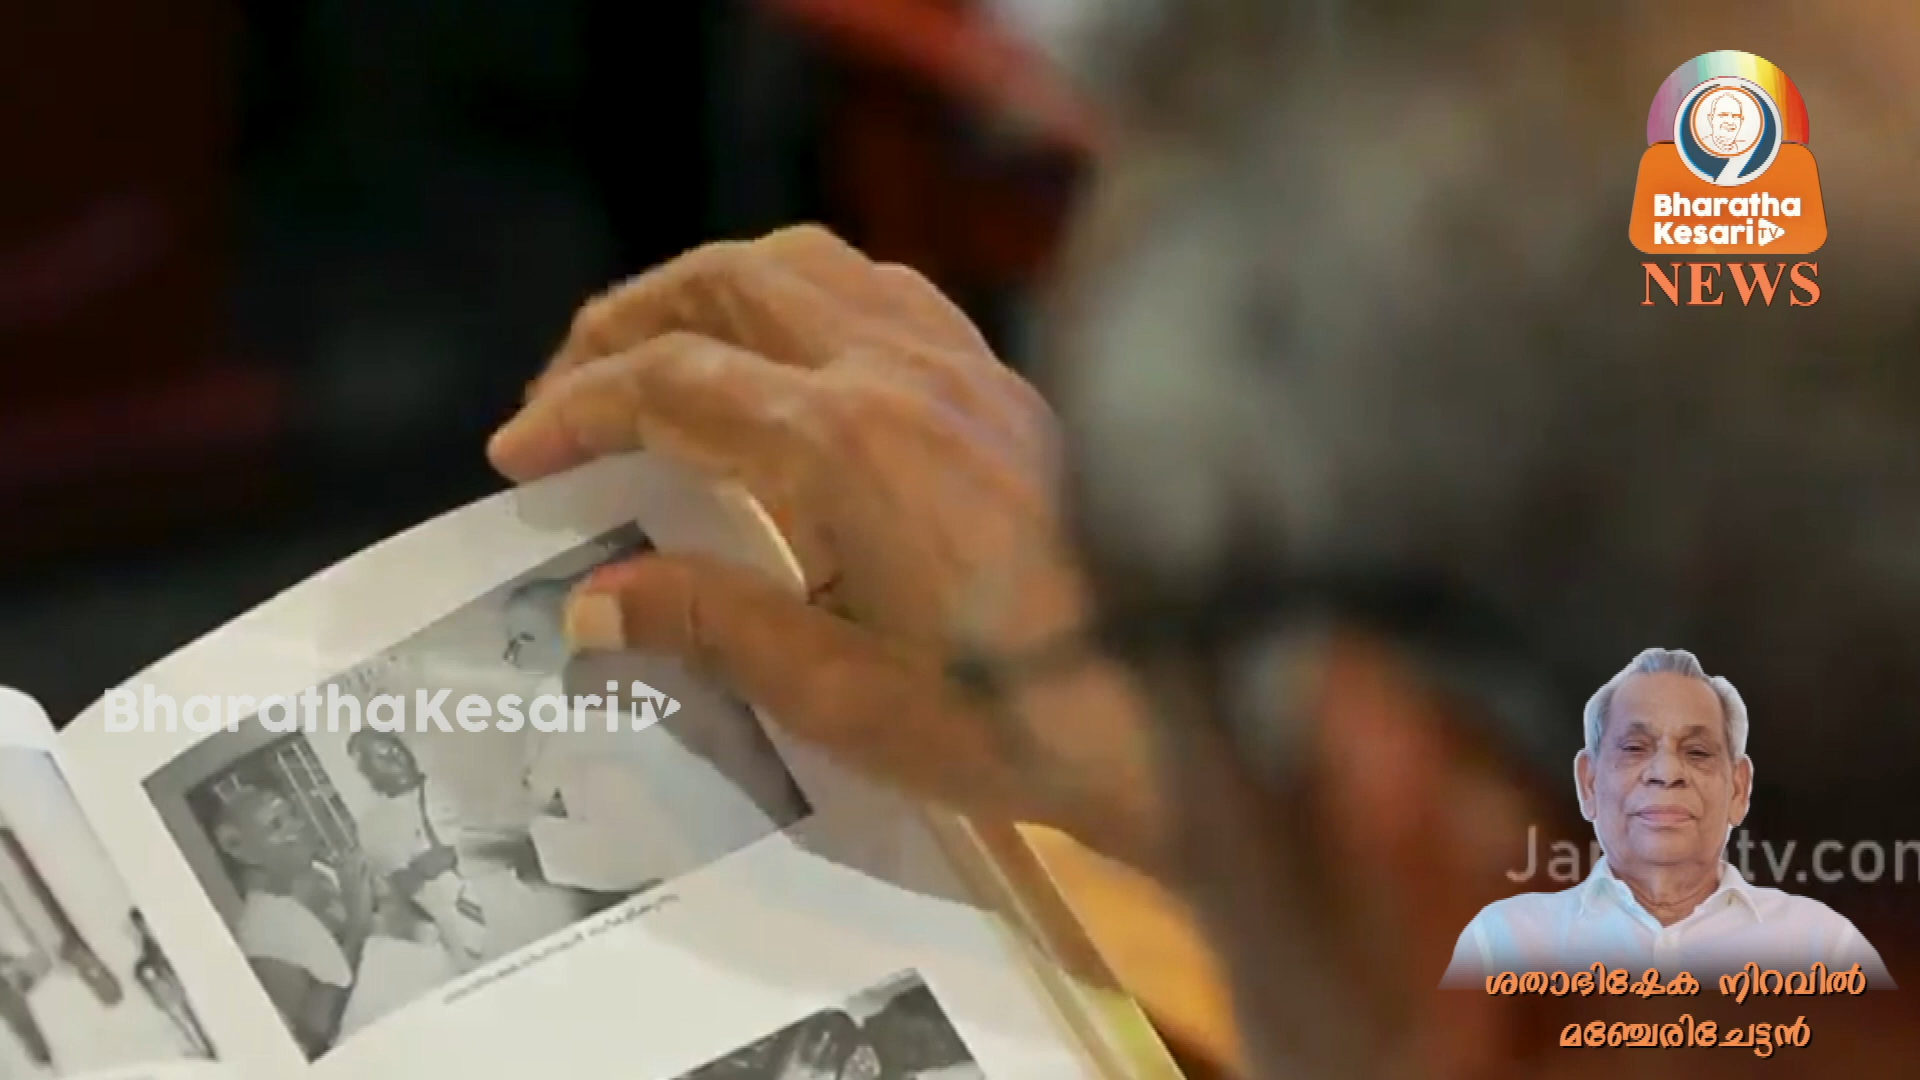 Bharatha
Kesari TV
NEWS
BharathaKesari TV
ശതാഭിഷേക നിറവിൽ
മഞ്ചേരിചേട്ടൻ